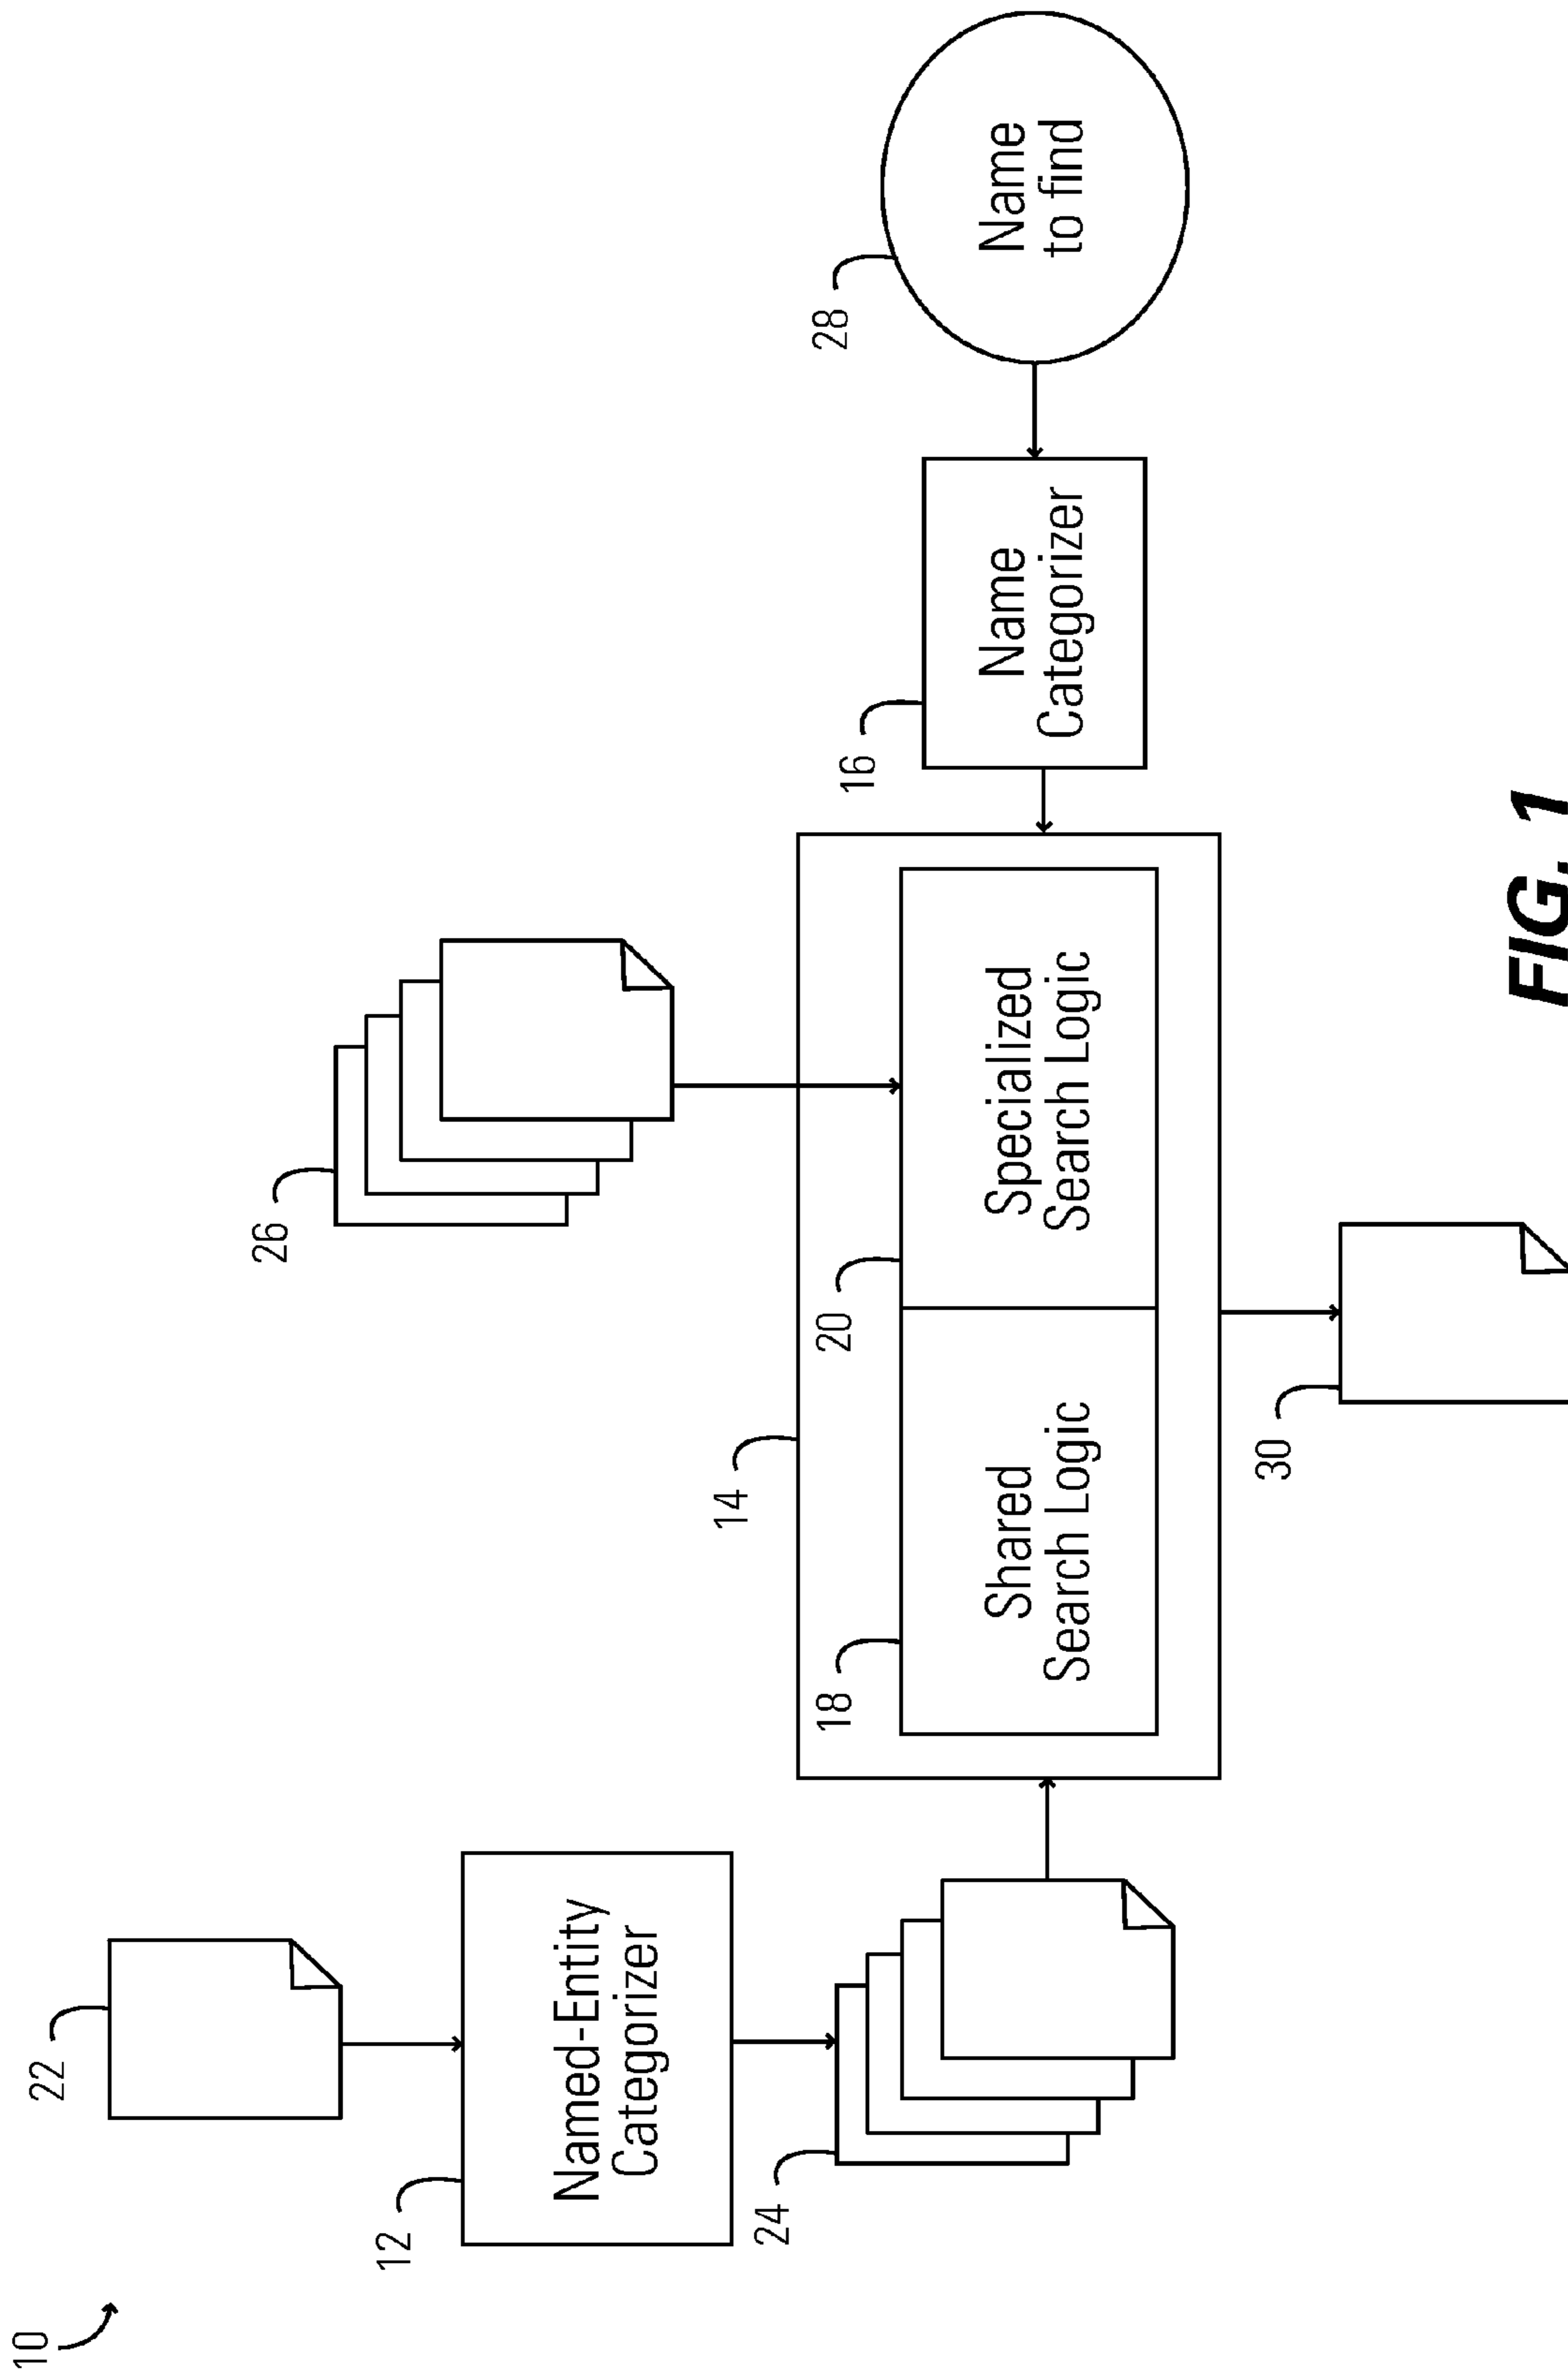 10
22
12
Named-Entity
Categorizer
24
26
14
18
Shared
Search Logic
20
Specialized
Search Logic
16
Name
Categorizer
28
Name
to find
30
FIG. 1